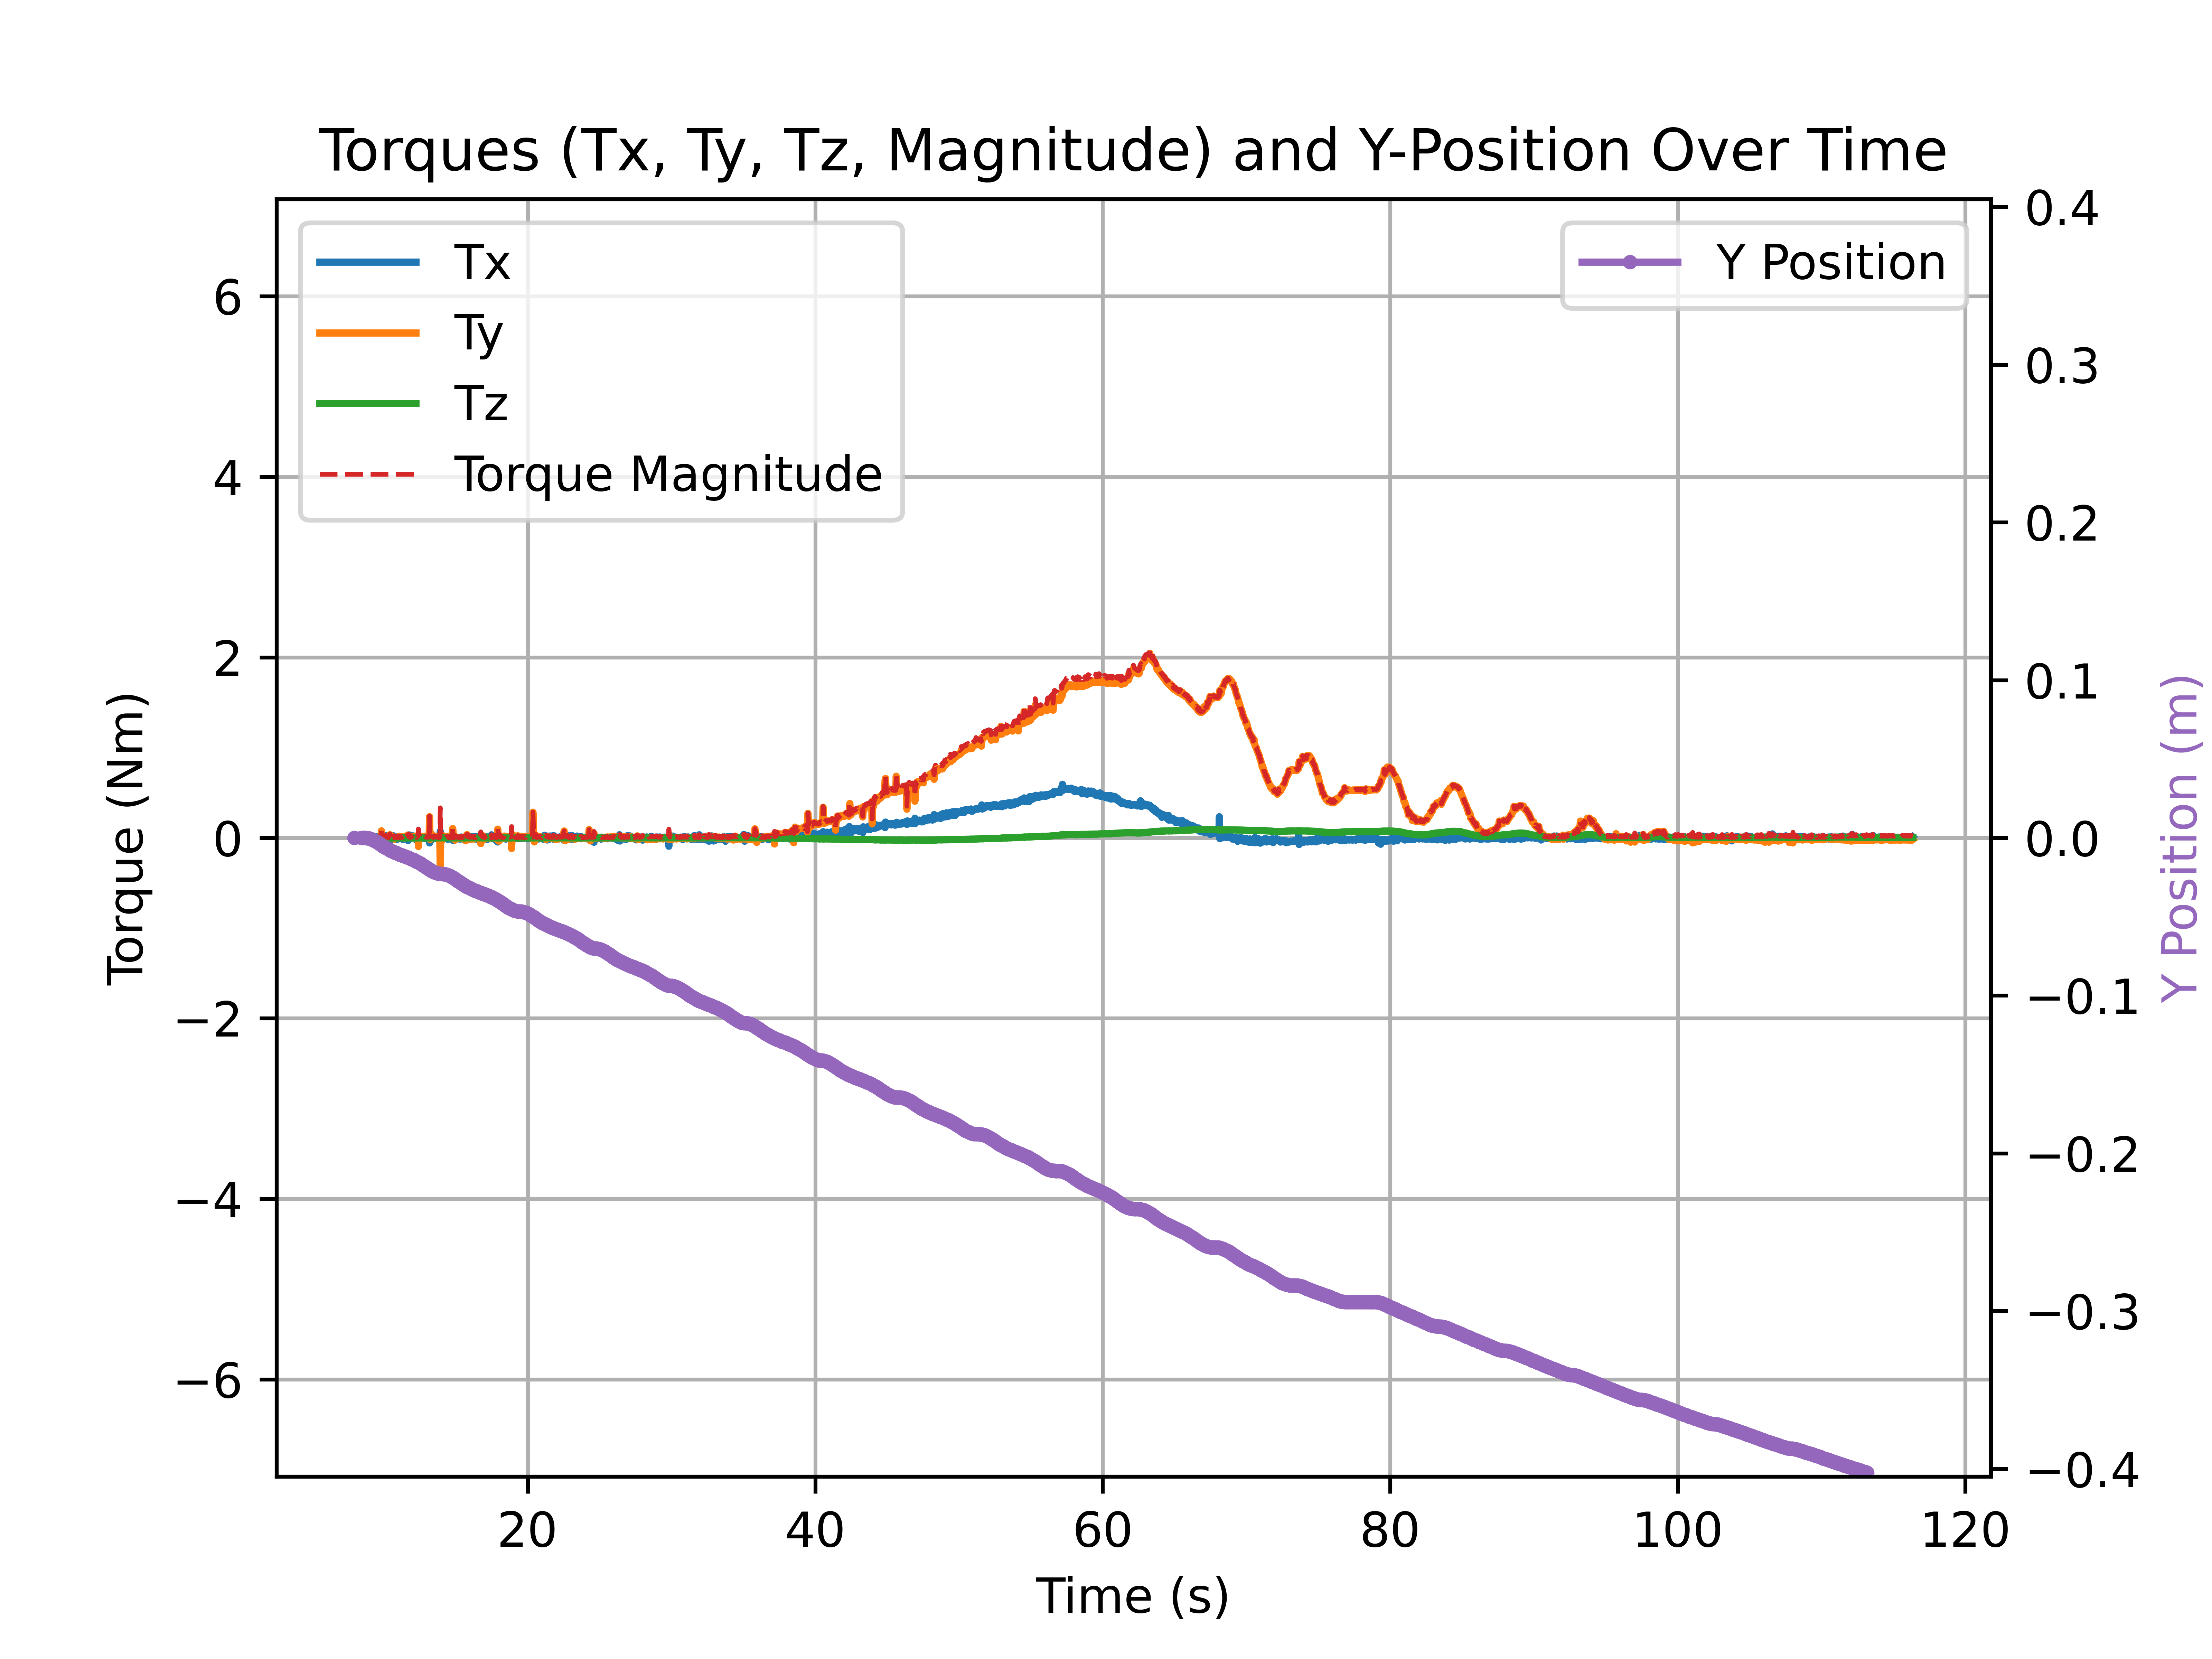 Torques (Tx, Ty, Tz, Magnitude) and Y-Position Over Time
Tx
Ty
Tz
Torque Magnitude
Y Position
6
4
2
0
−2
−4
−6
Torque (Nm)
0.4
0.3
0.2
0.1
0.0
−0.1
−0.2
−0.3
−0.4
Y Position (m)
20 40 60 80 100 120
Time (s)